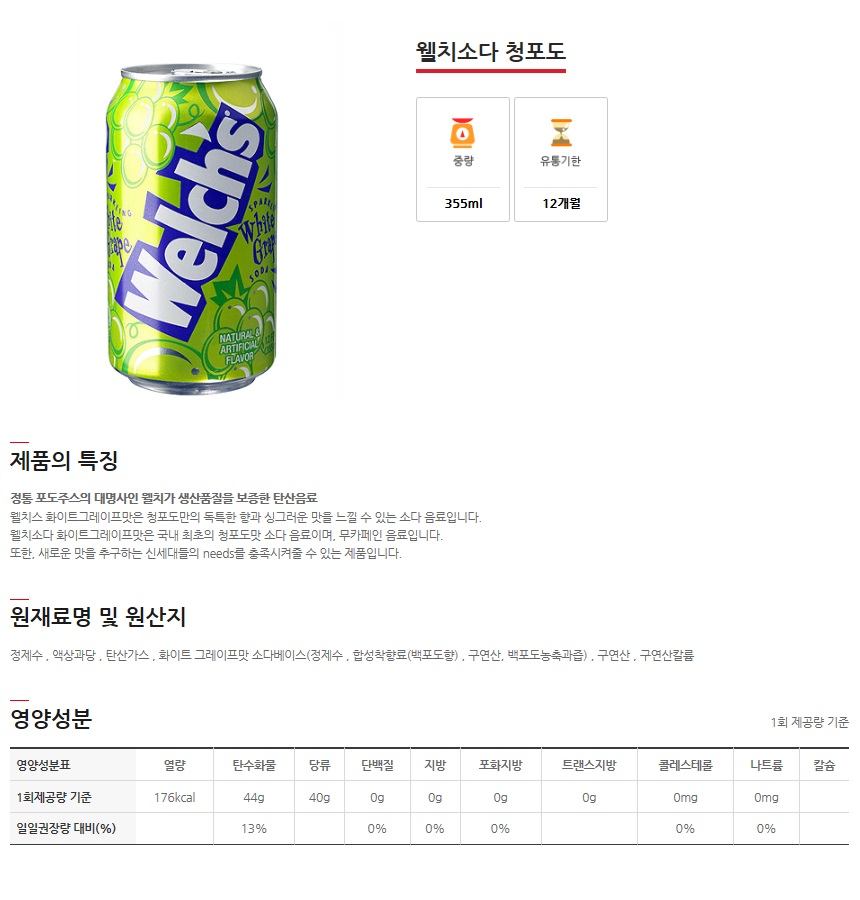 웰치소다 청포도
중량
유통기한
355ml
12개월
Welch's
SPARKLING
White
Grape
SODA
NATURAL &
ARTIFICIAL
FLAVOR
제품의 특징
정통 포도주스의 대명사인 웰치가 생산품질을 보증한 탄산음료
웰치스 화이트그레이프맛은 청포도만의 독특한 향과 싱그러운 맛을 느낄 수 있는 소다 음료입니다.
웰치소다 화이트그레이프맛은 국내 최초의 청포도맛 소다 음료이며, 무카페인 음료입니다.
또한, 새로운 맛을 추구하는 신세대들의 needs를 충족시켜줄 수 있는 제품입니다.
원재료명 및 원산지
정제수 , 액상과당 , 탄산가스 , 화이트 그레이프맛 소다베이스(정제수 , 합성착향료(백포도향) , 구연산, 백포도농축과즙) , 구연산 , 구연산칼륨
영양성분
1회 제공량 기준
영양성분표 열량 탄수화물 당류 단백질 지방 포화지방 트랜스지방 콜레스테롤 나트륨 칼슘
1회제공량 기준 176kcal 44g 40g 0g 0g 0g 0g 0mg 0mg
일일권장량 대비(%) 13% 0% 0% 0% 0% 0%